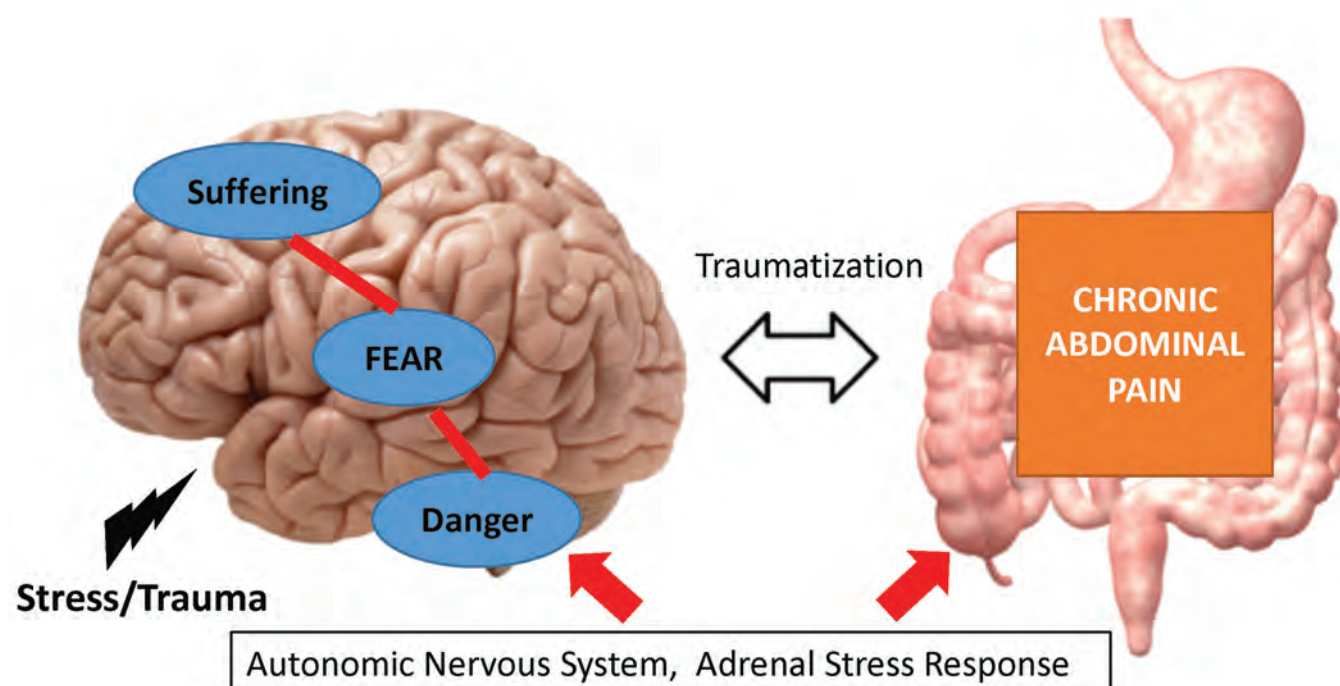 Suffering
FEAR
Danger
Stress/Trauma
Traumatization
CHRONIC
ABDOMINAL
PAIN
Autonomic Nervous System, Adrenal Stress Response